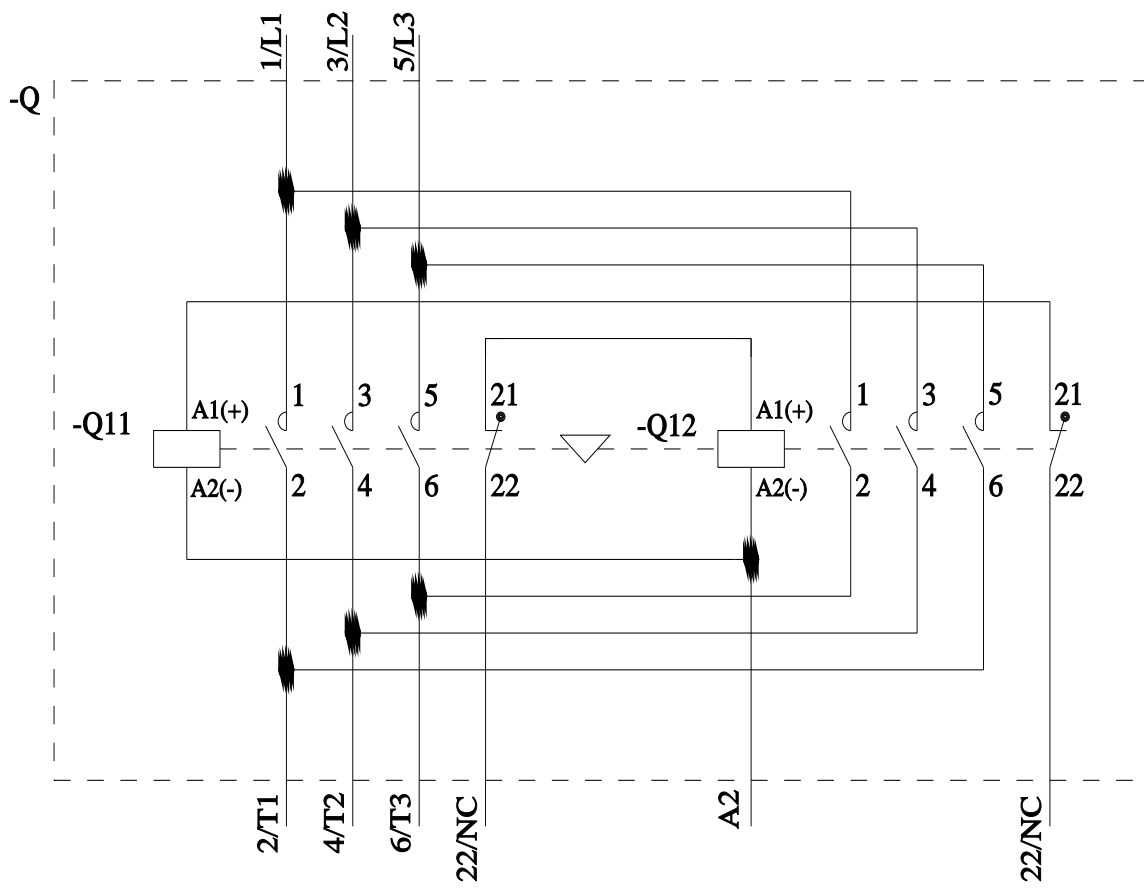 1/L1
3/L2
5/L3
-Q
1
3
5
21
1
3
5
21
A1(+)
A1(+)
-Q11
-Q12
A2(-)
2
4
6
22
A2(-)
2
4
6
22
2/T1
4/T2
6/T3
22/NC
A2
22/NC